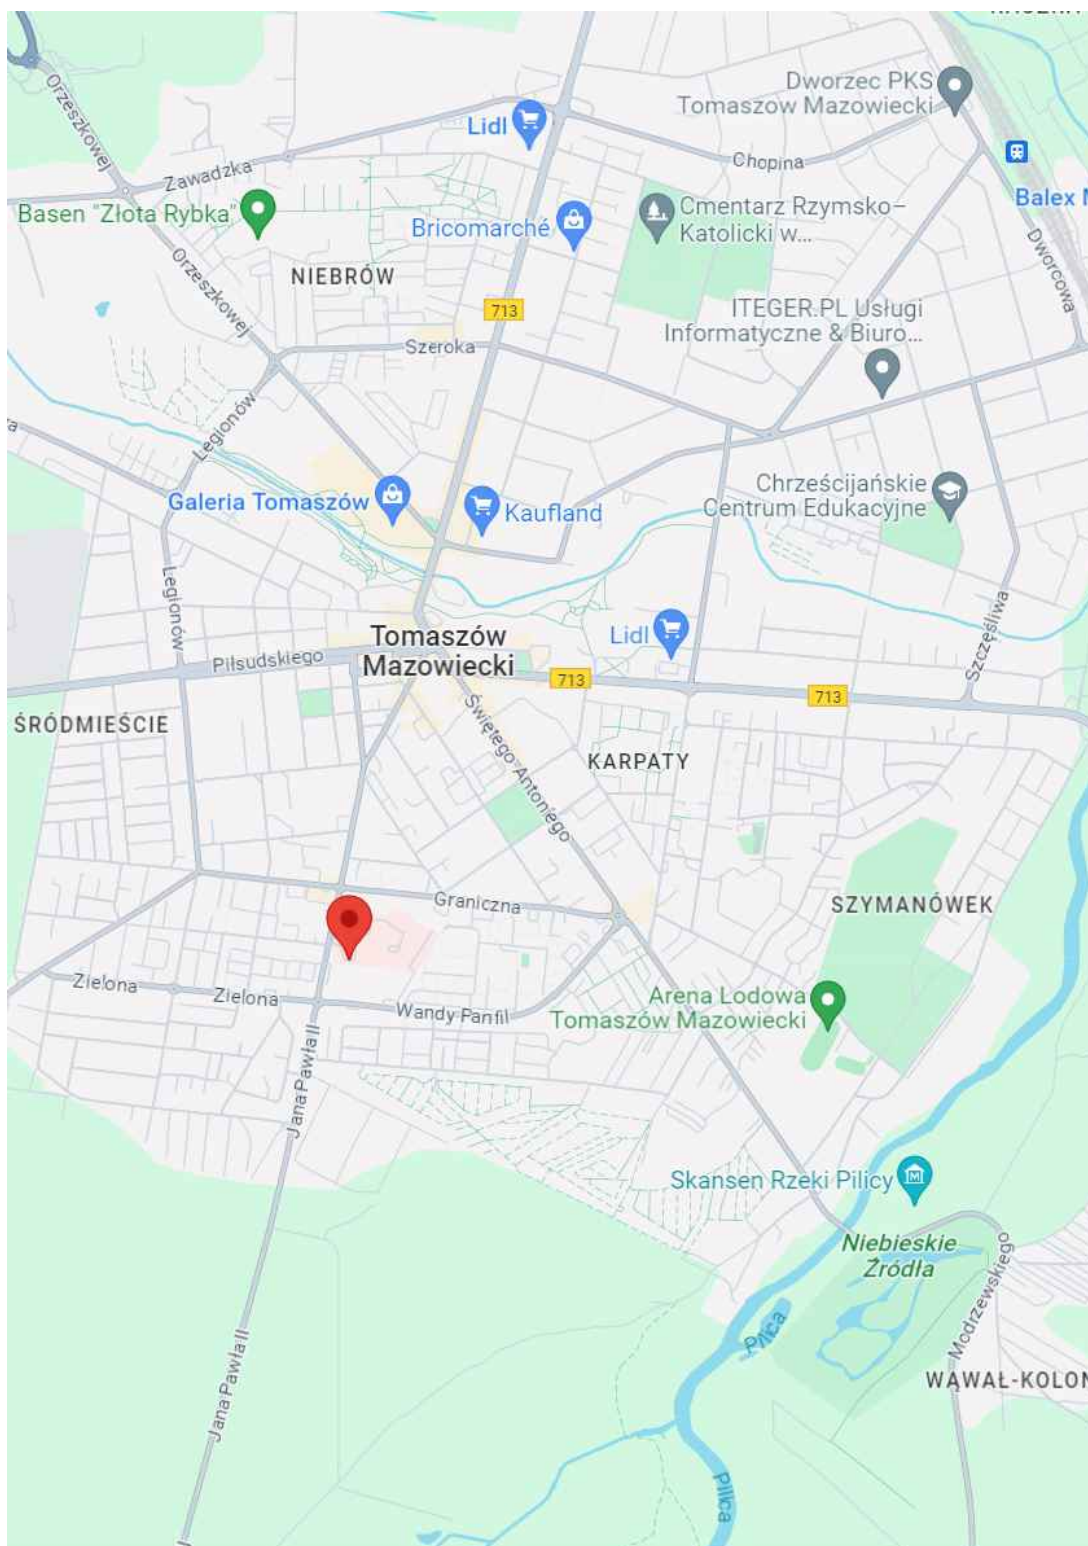 Orzeszkowej
Dworzec PKS
Tomaszow Mazowiecki
Lidl
Chopina
Zawadzka
Basen "Złota Rybka"
Bricomarché
Cmentarz Rzymsko–
Katolicki w...
Balex
Dworcowa
Orzeszkowej
NIEBRÓW
ITEGER.PL Usługi
Informatyczne & Biuro...
713
Szeroka
Legionów
Galeria Tomaszów
Kaufland
Chrześcijańskie
Centrum Edukacyjne
Legionów
Szczęśliwa
Tomaszów
Mazowiecki
Lidl
Piłsudskiego
713
713
ŚRÓDMIEŚCIE
Świętego Antoniego
KARPATY
Graniczna
SZYMANÓWEK
Zielona
Zielona
Wandy Panfil
Arena Lodowa
Tomaszów Mazowiecki
Jana Pawła II
Skansen Rzeki Pilicy
Niebieskie
Źródła
Modrzewskiego
Pilica
Jana Pawła II
WĄWAŁ-KOLON
Pilica